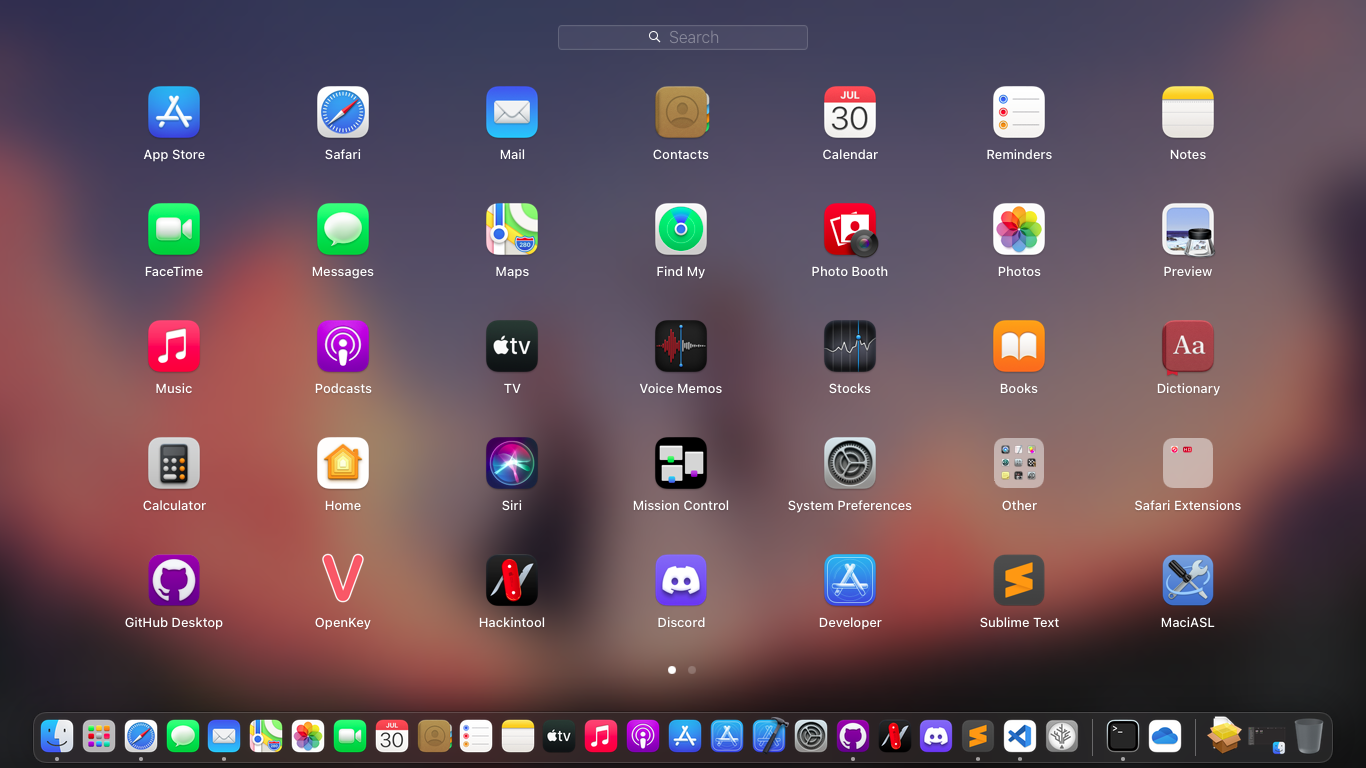 Search
App Store
Safari
Mail
Contacts
JUL
30
Calendar
Reminders
Notes
FaceTime
Messages
280
Maps
Find My
Photo Booth
Photos
Preview
Music
Podcasts
tv
TV
Voice Memos
Stocks
Books
Aa
Dictionary
Calculator
Home
Siri
Mission Control
System Preferences
Other
Safari Extensions
GitHub Desktop
OpenKey
Hackintool
Discord
Developer
Sublime Text
MaciASL
JUL
30
tv
>_